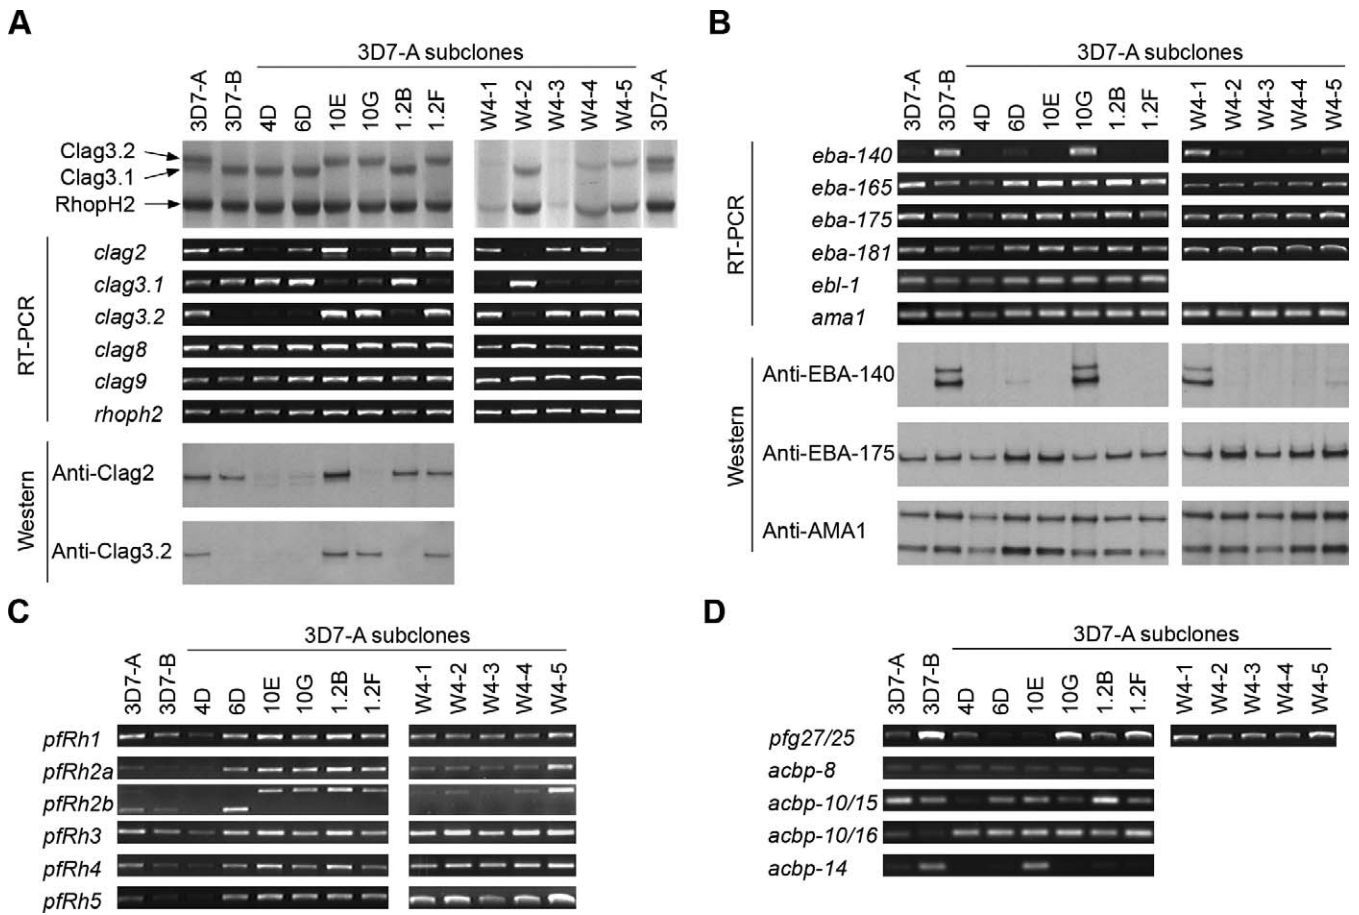 A
3D7-A subclones
3D7-A 3D7-B 4D 6D 10E 10G 1.2B 1.2F W4-1 W4-2 W4-3 W4-4 W4-5 3D7-A
Clag3.2
Clag3.1
RhopH2
RT-PCR
clag2
clag3.1
clag3.2
clag8
clag9
rhoph2
Western
Anti-Clag2
Anti-Clag3.2
B
3D7-A subclones
3D7-A 3D7-B 4D 6D 10E 10G 1.2B 1.2F W4-1 W4-2 W4-3 W4-4 W4-5
RT-PCR
eba-140
eba-165
eba-175
eba-181
ebl-1
ama1
Western
Anti-EBA-140
Anti-EBA-175
Anti-AMA1
C
3D7-A subclones
3D7-A 3D7-B 4D 6D 10E 10G 1.2B 1.2F W4-1 W4-2 W4-3 W4-4 W4-5
pfRh1
pfRh2a
pfRh2b
pfRh3
pfRh4
pfRh5
D
3D7-A subclones
3D7-A 3D7-B 4D 6D 10E 10G 1.2B 1.2F W4-1 W4-2 W4-3 W4-4 W4-5
pfg27/25
acbp-8
acbp-10/15
acbp-10/16
acbp-14